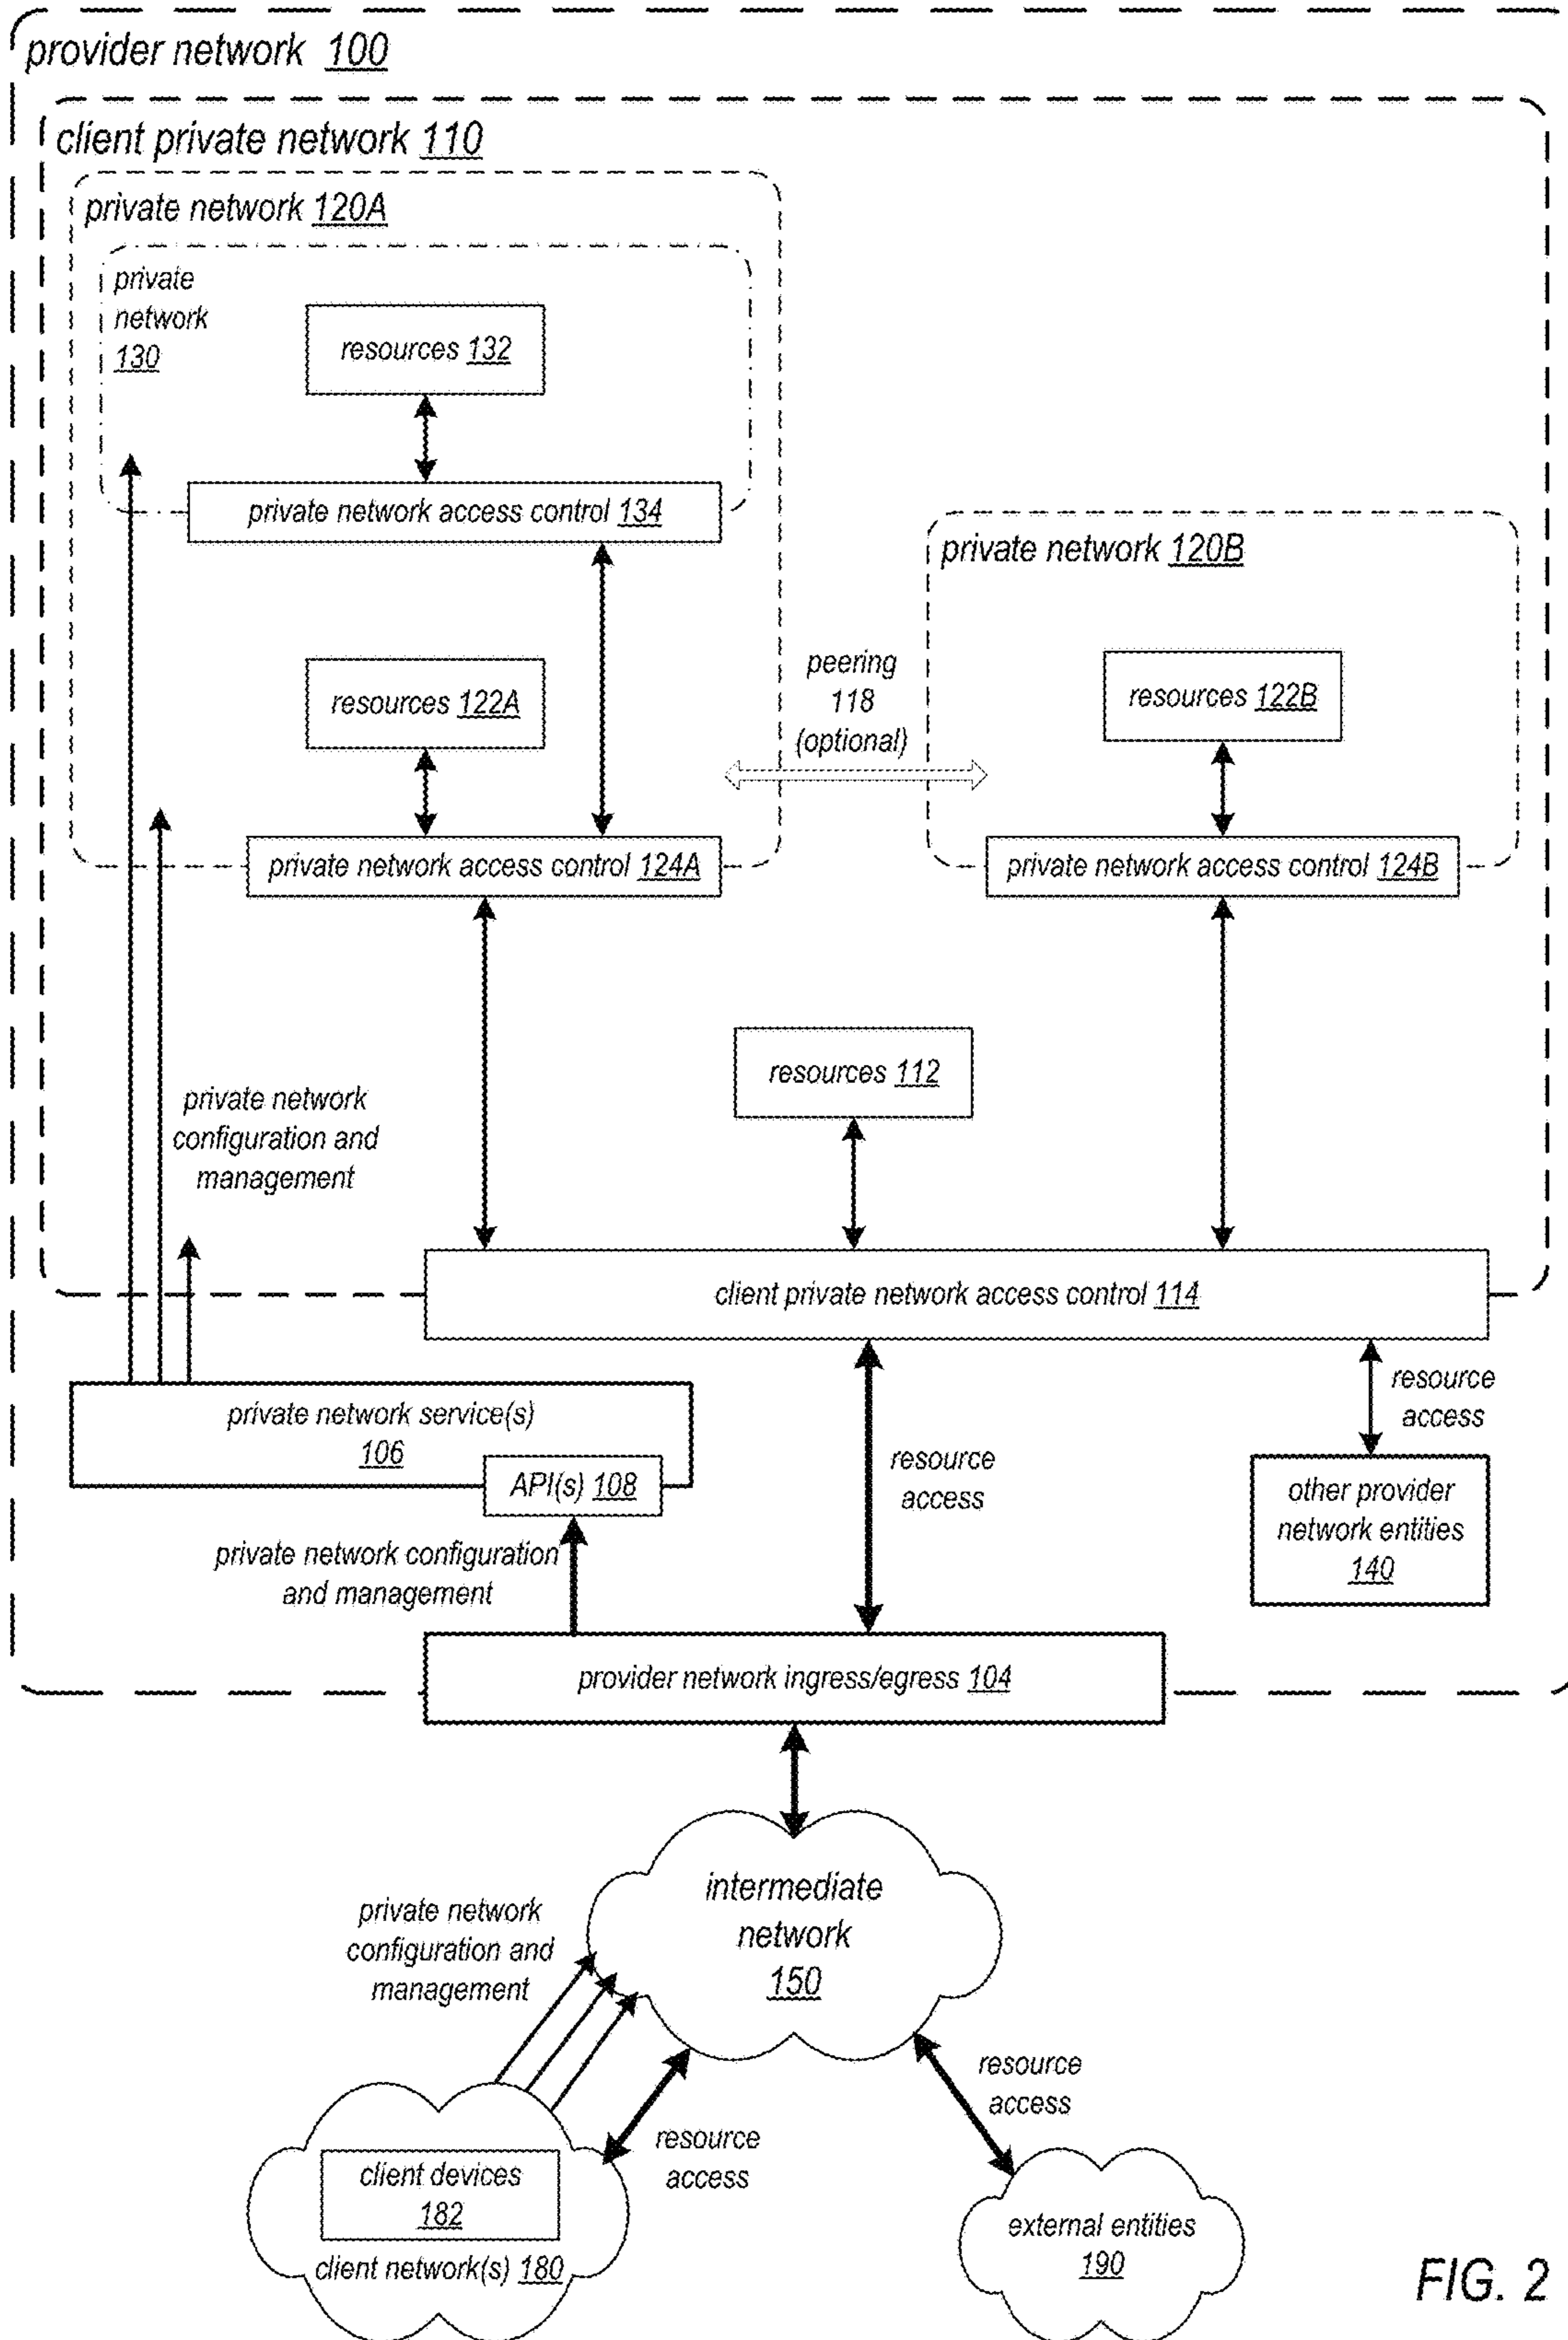 provider network 100
client private network 110
private network 120A
private
network
130
resources 132
private network access control 134
private network 120B
peering
118
(optional)
resources 122A
resources 122B
private network access control 124A
private network access control 124B
resources 112
private network
configuration and
management
client private network access control 114
resource
access
private network service(s)
106
API(s) 108
resource
access
other provider
network entities
140
private network configuration
and management
provider network ingress/egress 104
intermediate
network
150
private network
configuration and
management
resource
access
resource
access
client devices
182
client network(s) 180
external entities
190
FIG. 2